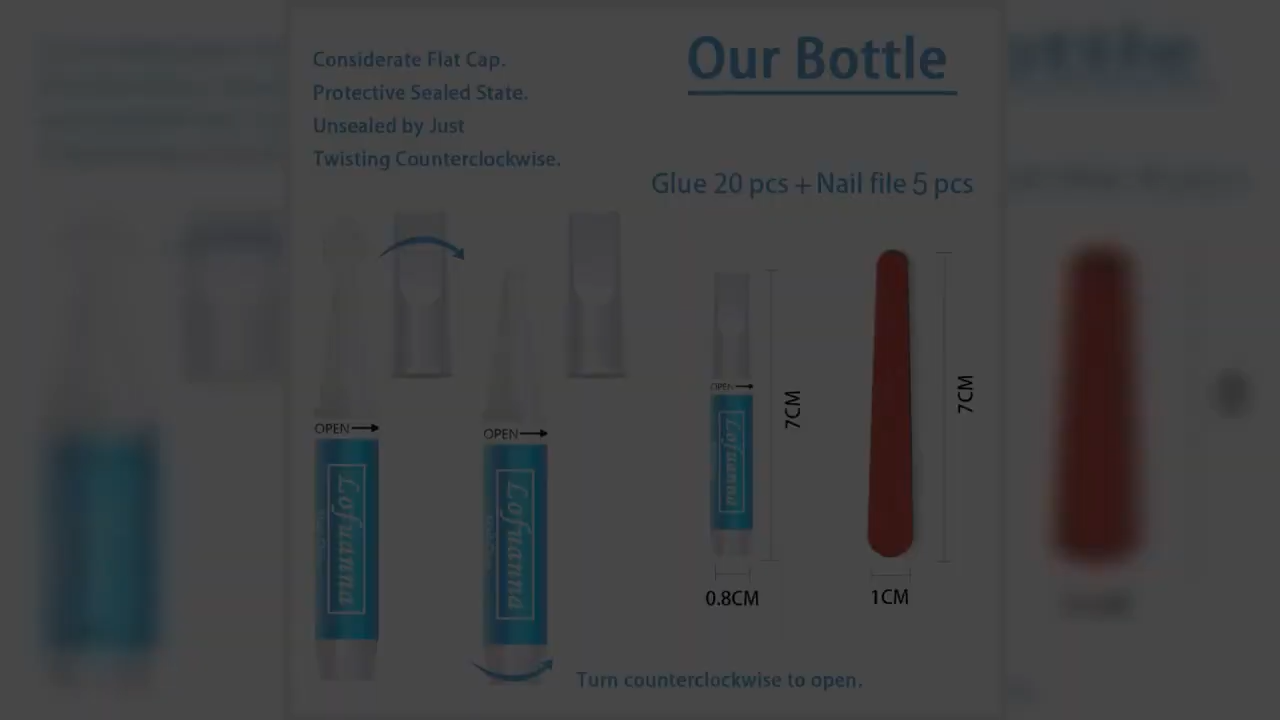 Considerate Flat Cap.
Protective Sealed State.
Unsealed by Just
Twisting Counterclockwise.
Our Bottle
Glue 20 pcs + Nail file 5 pcs
OPEN
OPEN
OPEN
Lofuanna
Lofuanna
Lofuanna
7CM
7CM
0.8CM
1CM
Turn counterclockwise to open.